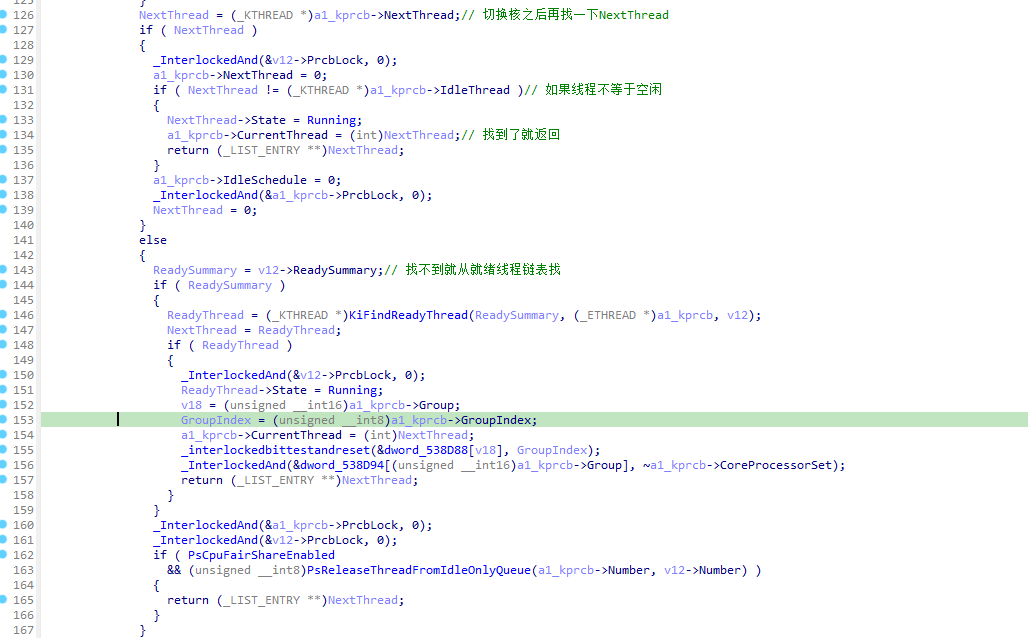 125 }
126 NextThread = (_KTHREAD *)a1_kprcb->NextThread;// 切换核之后再找一下NextThread
127 if ( NextThread )
128 {
129 _InterlockedAnd(&v12->PrcbLock, 0);
130 a1_kprcb->NextThread = 0;
131 if ( NextThread != (_KTHREAD *)a1_kprcb->IdleThread )// 如果线程不等于空闲
132 {
133 NextThread->State = Running;
134 a1_kprcb->CurrentThread = (int)NextThread;// 找到了就返回
135 return (_LIST_ENTRY **)NextThread;
136 }
137 a1_kprcb->IdleSchedule = 0;
138 _InterlockedAnd(&a1_kprcb->PrcbLock, 0);
139 NextThread = 0;
140 }
141 else
142 {
143 ReadySummary = v12->ReadySummary;// 找不到就从就绪线程链表找
144 if ( ReadySummary )
145 {
146 ReadyThread = (_KTHREAD *)KiFindReadyThread(ReadySummary, (_ETHREAD *)a1_kprcb, v12);
147 NextThread = ReadyThread;
148 if ( ReadyThread )
149 {
150 _InterlockedAnd(&v12->PrcbLock, 0);
151 ReadyThread->State = Running;
152 v18 = (unsigned __int16)a1_kprcb->Group;
153 GroupIndex = (unsigned __int8)a1_kprcb->GroupIndex;
154 a1_kprcb->CurrentThread = (int)NextThread;
155 _interlockedbittestandreset(&dword_538D88[v18], GroupIndex);
156 _InterlockedAnd(&dword_538D94[(unsigned __int16)a1_kprcb->Group], ~a1_kprcb->CoreProcessorSet);
157 return (_LIST_ENTRY **)NextThread;
158 }
159 }
160 _InterlockedAnd(&a1_kprcb->PrcbLock, 0);
161 _InterlockedAnd(&v12->PrcbLock, 0);
162 if ( PsCpuFairShareEnabled
163 && (unsigned __int8)PsReleaseThreadFromIdleOnlyQueue(a1_kprcb->Number, v12->Number) )
164 {
165 return (_LIST_ENTRY **)NextThread;
166 }
167 }